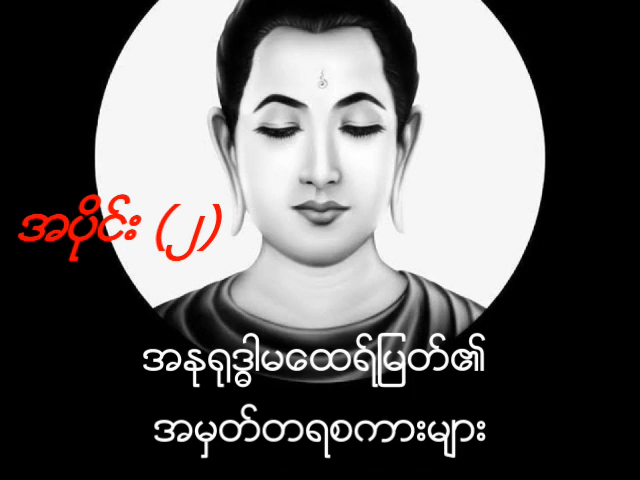 အပိုင်း (၂)
အနုရုဒ္ဓါမထေရ်မြတ်၏
အမှတ်တရစကားများ